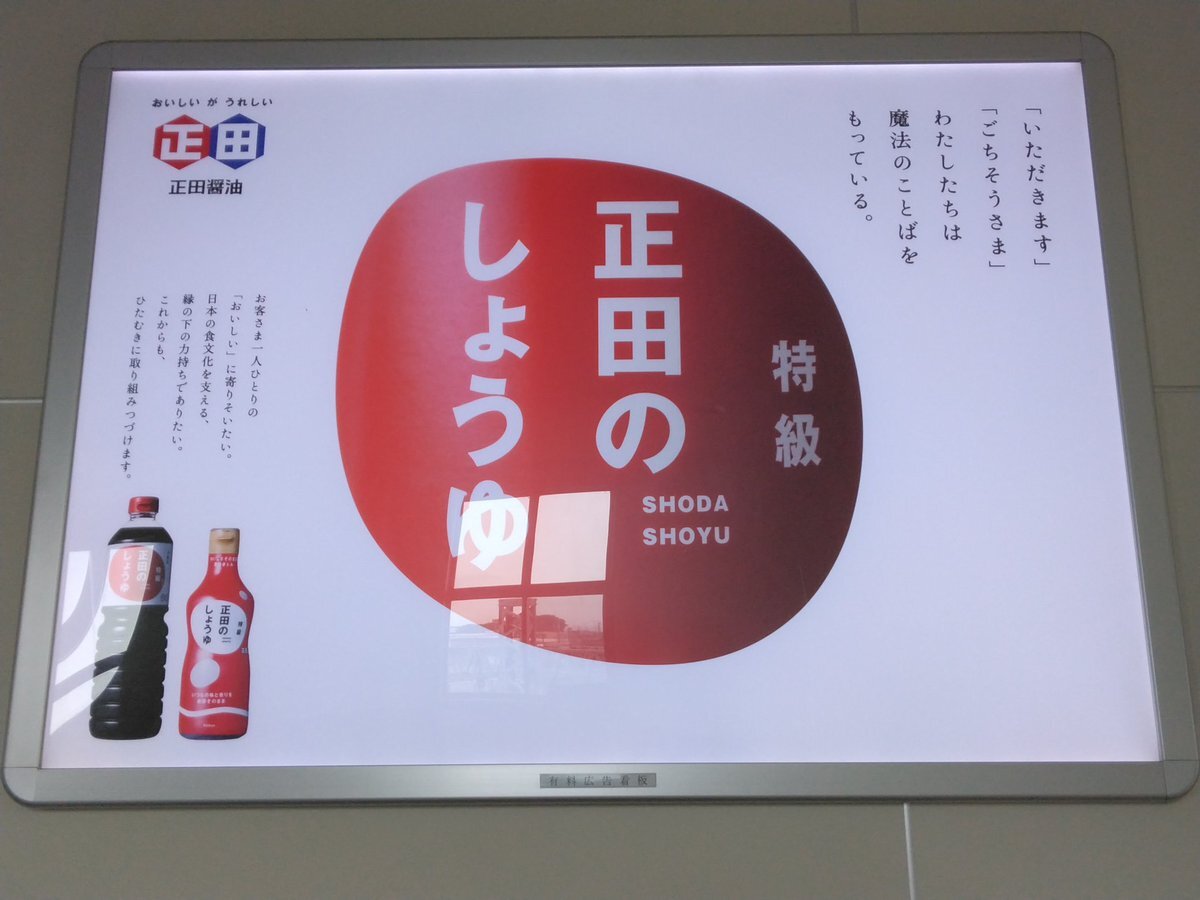 おいしい が うれしい
正田
正田醤油
「いただきます」
「ごちそうさま」
わたしたちは
魔法のことばを
もっている。
特級
正田の
しょうゆ
SHODA
SHOYU
お客さま一人ひとりの
「おいしい」に寄りそいたい。
日本の食文化を支える、
縁の下の力持ちでありたい。
これからも、
ひたむきに取り組みつづけます。
特級
正田の
しょうゆ
特級
正田の
しょうゆ
有料広告看板